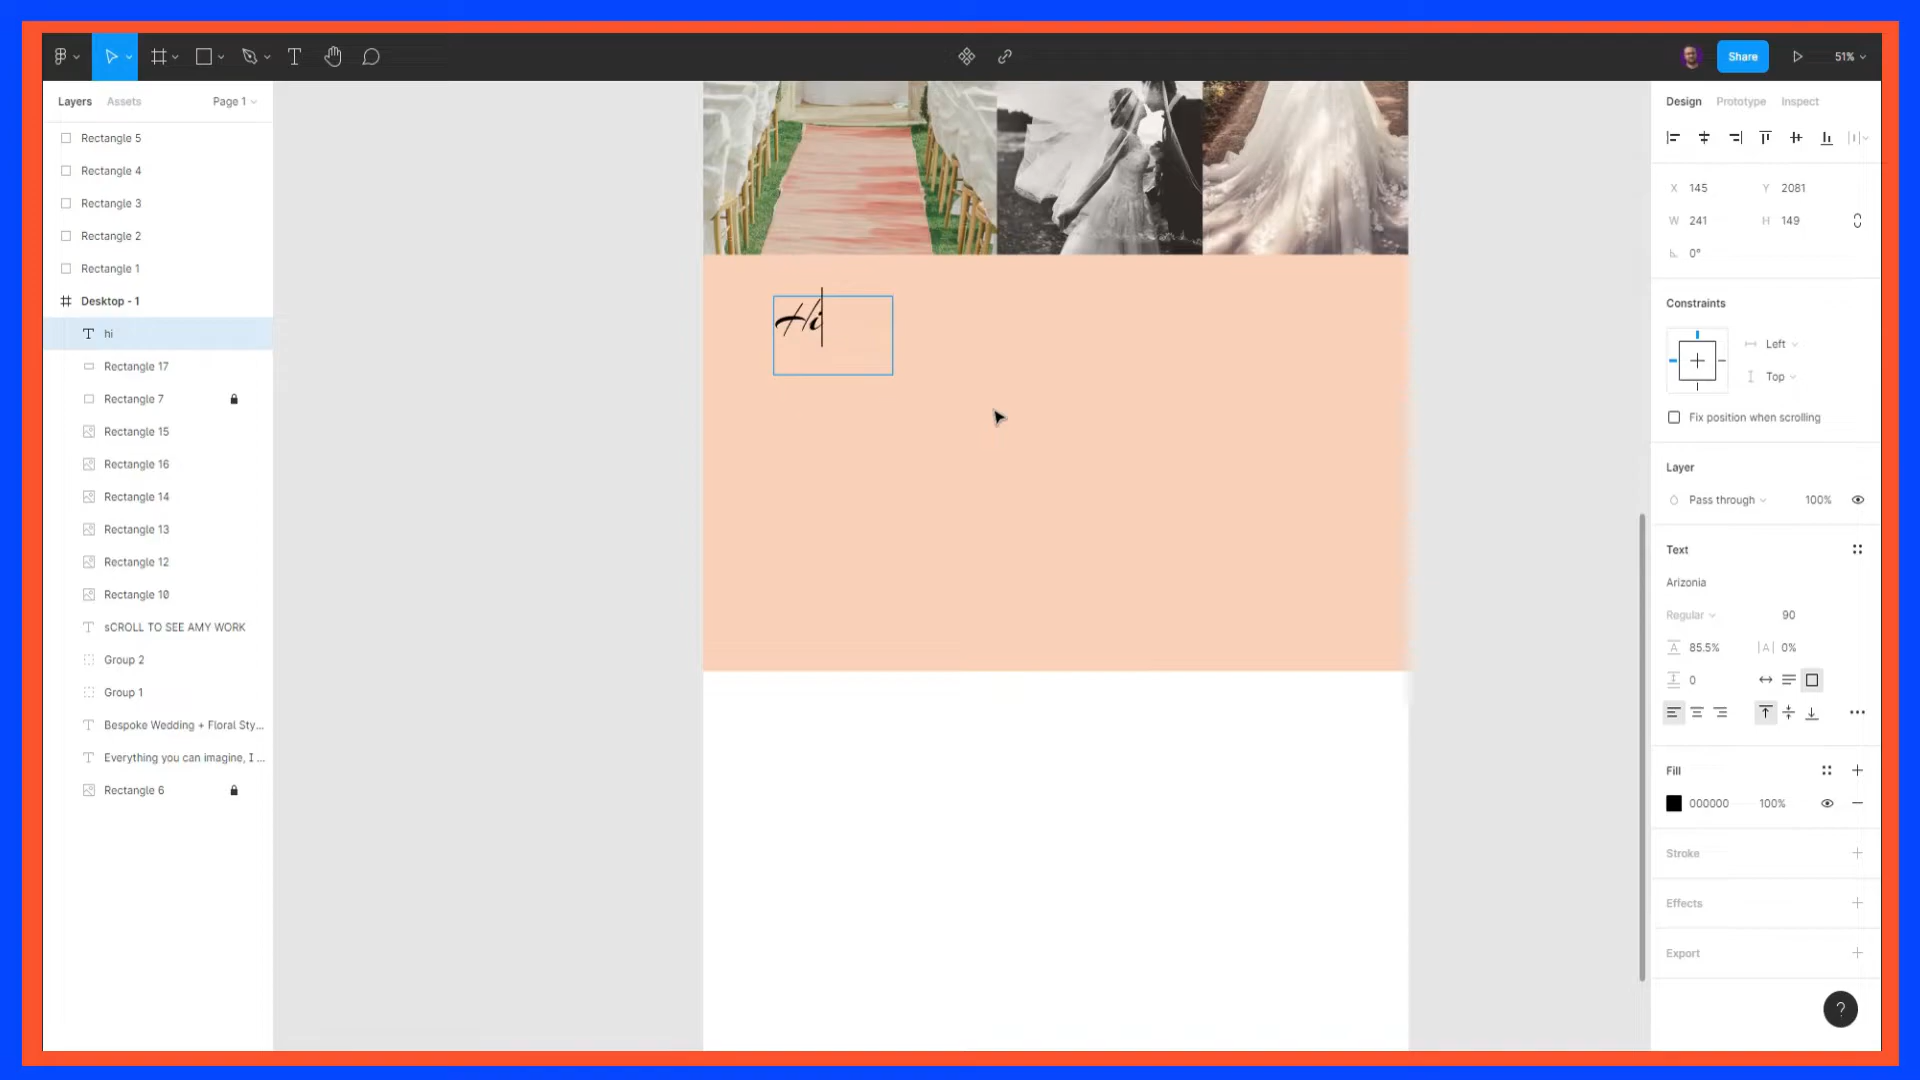 Share
51%
Layers
Assets
Page 1
Rectangle 5
Rectangle 4
Rectangle 3
Rectangle 2
Rectangle 1
Desktop - 1
hi
Rectangle 17
Rectangle 7
Rectangle 15
Rectangle 16
Rectangle 14
Rectangle 13
Rectangle 12
Rectangle 10
sCROLL TO SEE AMY WORK
Group 2
Group 1
Bespoke Wedding + Floral Sty...
Everything you can imagine, I ...
Rectangle 6
Hi
Design
Prototype
Inspect
X 145 Y 2081
W 241 H 149
0°
Constraints
Left
Top
Fix position when scrolling
Layer
Pass through 100%
Text
Arizonia
Regular 90
85.5% |A| 0%
0
Fill
000000 100%
Stroke
Effects
Export
?